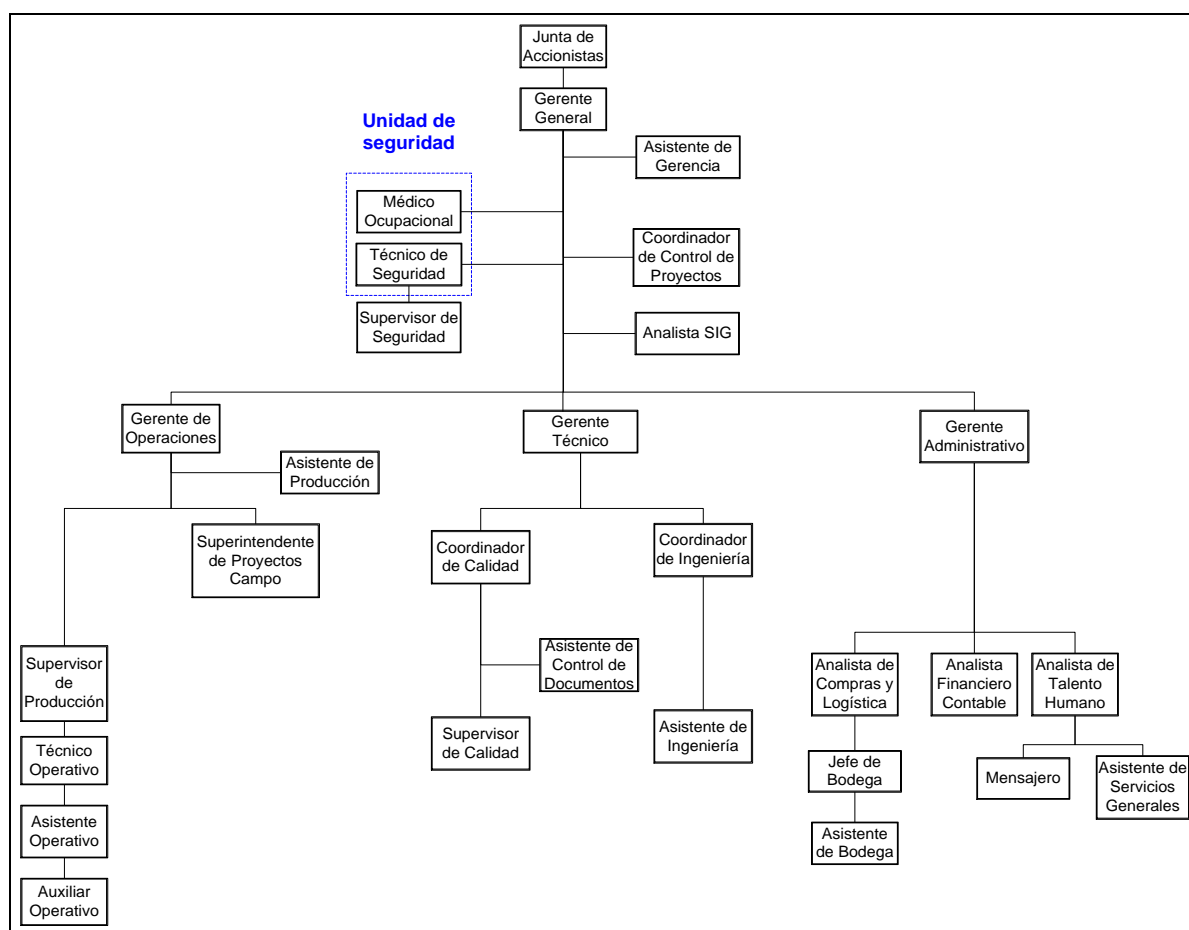 Junta de
Accionistas
Gerente
General
Unidad de
seguridad
Asistente de
Gerencia
Médico
Ocupacional
Coordinador
de Control de
Proyectos
Técnico de
Seguridad
Supervisor de
Seguridad
Analista SIG
Gerente de
Operaciones
Gerente
Técnico
Gerente
Administrativo
Asistente de
Producción
Superintendente
de Proyectos
Campo
Coordinador
de Calidad
Coordinador
de Ingeniería
Asistente de
Control de
Documentos
Supervisor
de
Producción
Analista de
Compras y
Logística
Analista
Financiero
Contable
Analista de
Talento
Humano
Supervisor
de Calidad
Asistente de
Ingeniería
Técnico
Operativo
Jefe de
Bodega
Mensajero
Asistente de
Servicios
Generales
Asistente
Operativo
Asistente
de Bodega
Auxiliar
Operativo